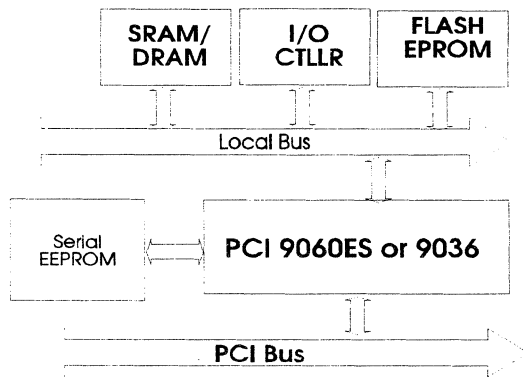 SRAM/
DRAM
I/O
CTLLR
FLASH
EPROM
Local Bus
Serial
EEPROM
PCI 9060ES or 9036
PCI Bus